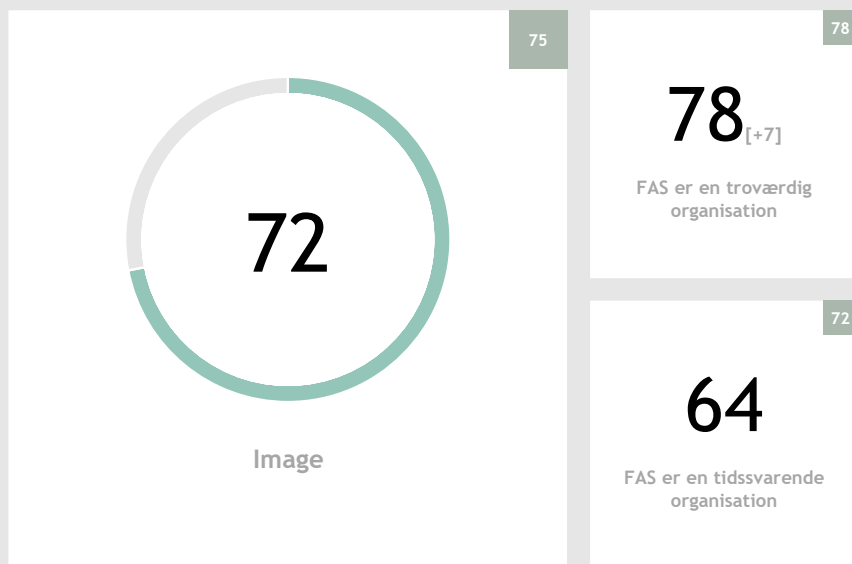 75
72
Image
78
78[+7]
FAS er en troværdig
organisation
72
64
FAS er en tidssvarende
organisation